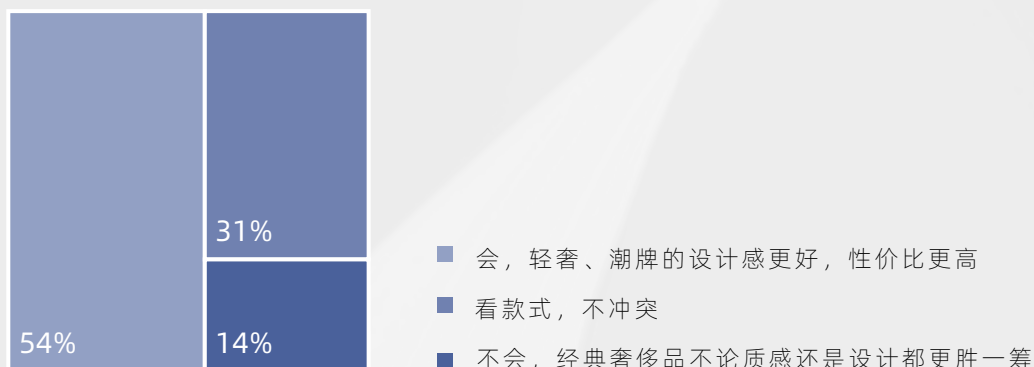 31%
54%
14%
会，轻奢、潮牌的设计感更好，性价比更高
看款式，不冲突
不会，经典奢侈品不论质感还是设计都更胜一筹